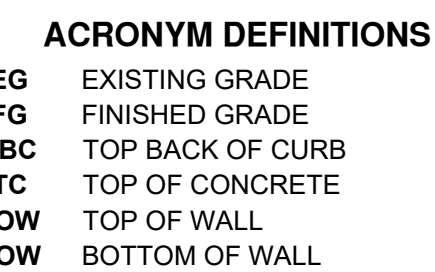 ACRONYM DEFINITIONS
EG EXISTING GRADE
FG FINISHED GRADE
BC TOP BACK OF CURB
TC TOP OF CONCRETE
OW TOP OF WALL
OW BOTTOM OF WALL